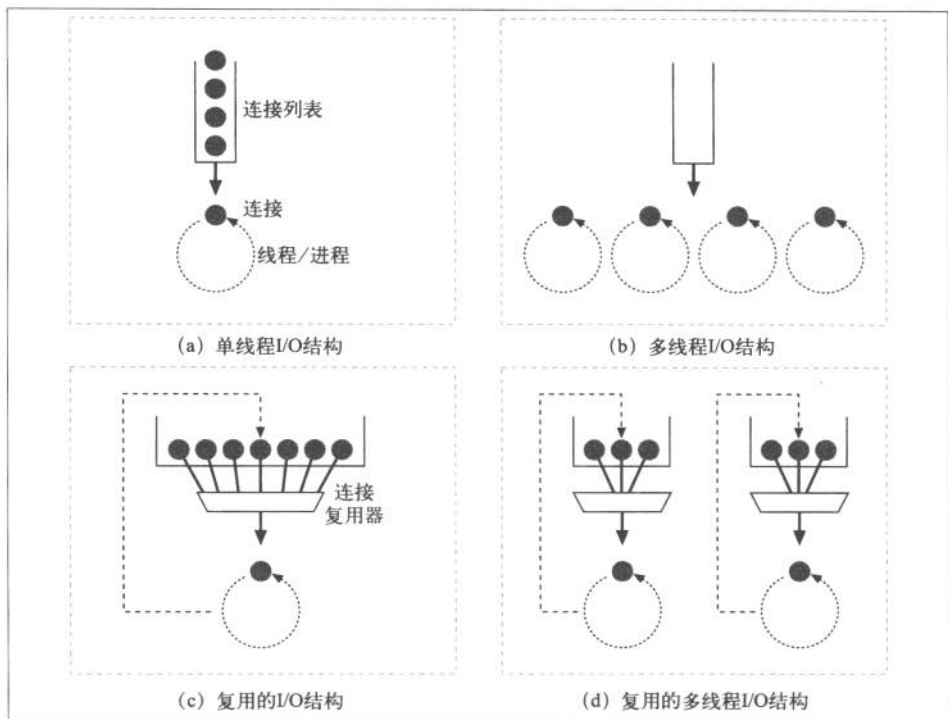 连接列表
连接
线程/进程
(a) 单线程I/O结构
(b) 多线程I/O结构
连接
复用器
(c) 复用的I/O结构
(d) 复用的多线程I/O结构